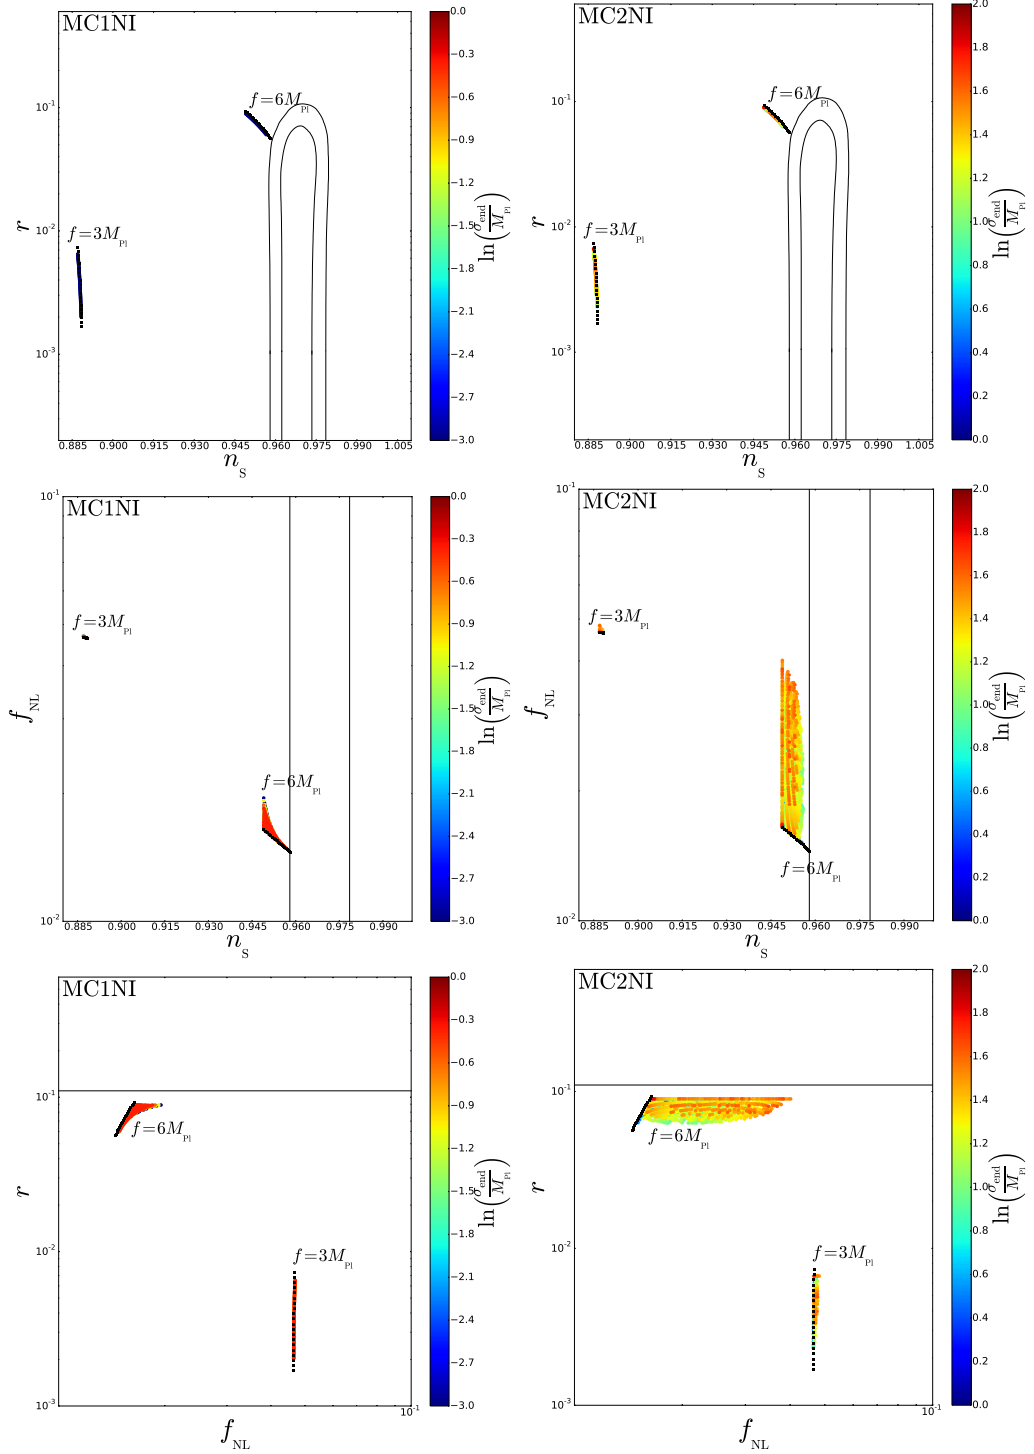 MC1NI
f=6M_Pl
f=3M_Pl
r
10^-1
10^-2
10^-3
0.885 0.900 0.915 0.930 0.945 0.960 0.975 0.990 1.005
n_S
0.0
−0.3
−0.6
−0.9
−1.2
−1.5
−1.8
−2.1
−2.4
−2.7
−3.0
ln(σ_end/M_Pl)
MC2NI
f=6M_Pl
f=3M_Pl
r
10^-1
10^-2
10^-3
0.885 0.900 0.915 0.930 0.945 0.960 0.975 0.990 1.005
n_S
2.0
1.8
1.6
1.4
1.2
1.0
0.8
0.6
0.4
0.2
0.0
ln(σ_end/M_Pl)
MC1NI
f=3M_Pl
f=6M_Pl
f_NL
10^-1
10^-2
0.885 0.900 0.915 0.930 0.945 0.960 0.975 0.990
n_S
0.0
−0.3
−0.6
−0.9
−1.2
−1.5
−1.8
−2.1
−2.4
−2.7
−3.0
ln(σ_end/M_Pl)
MC2NI
f=3M_Pl
f=6M_Pl
f_NL
10^-1
10^-2
0.885 0.900 0.915 0.930 0.945 0.960 0.975 0.990
n_S
2.0
1.8
1.6
1.4
1.2
1.0
0.8
0.6
0.4
0.2
0.0
ln(σ_end/M_Pl)
MC1NI
f=6M_Pl
f=3M_Pl
r
10^-1
10^-2
10^-3
10^-1
f_NL
0.0
−0.3
−0.6
−0.9
−1.2
−1.5
−1.8
−2.1
−2.4
−2.7
−3.0
ln(σ_end/M_Pl)
MC2NI
f=6M_Pl
f=3M_Pl
r
10^-1
10^-2
10^-3
10^-1
f_NL
2.0
1.8
1.6
1.4
1.2
1.0
0.8
0.6
0.4
0.2
0.0
ln(σ_end/M_Pl)